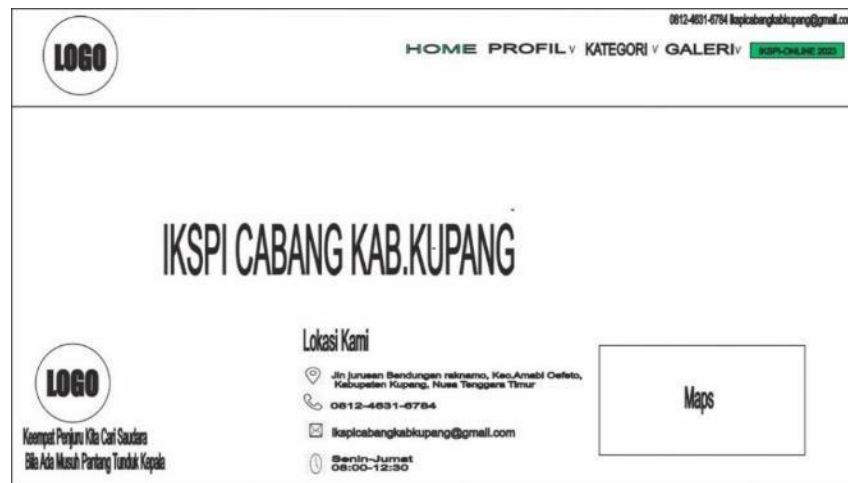 0812-4631-6784 Ikspicabangkabkupang@gmail.com
LOGO
HOME PROFIL v KATEGORI v GALERI v IKSPI-ONLINE 2023
IKSPI CABANG KAB.KUPANG
Lokasi Kami
Jln jurusan Bendungan raknamo, Kec.Amabi Oefeto,
Kabupaten Kupang, Nusa Tenggara Timur
0812-4631-6784
Ikspicabangkabkupang@gmail.com
Senin-Jumat
08:00-12:30
LOGO
Keempat Penjuru Kita Cari Saudara
Bila Ada Musuh Pantang Tunduk Kepala
Maps